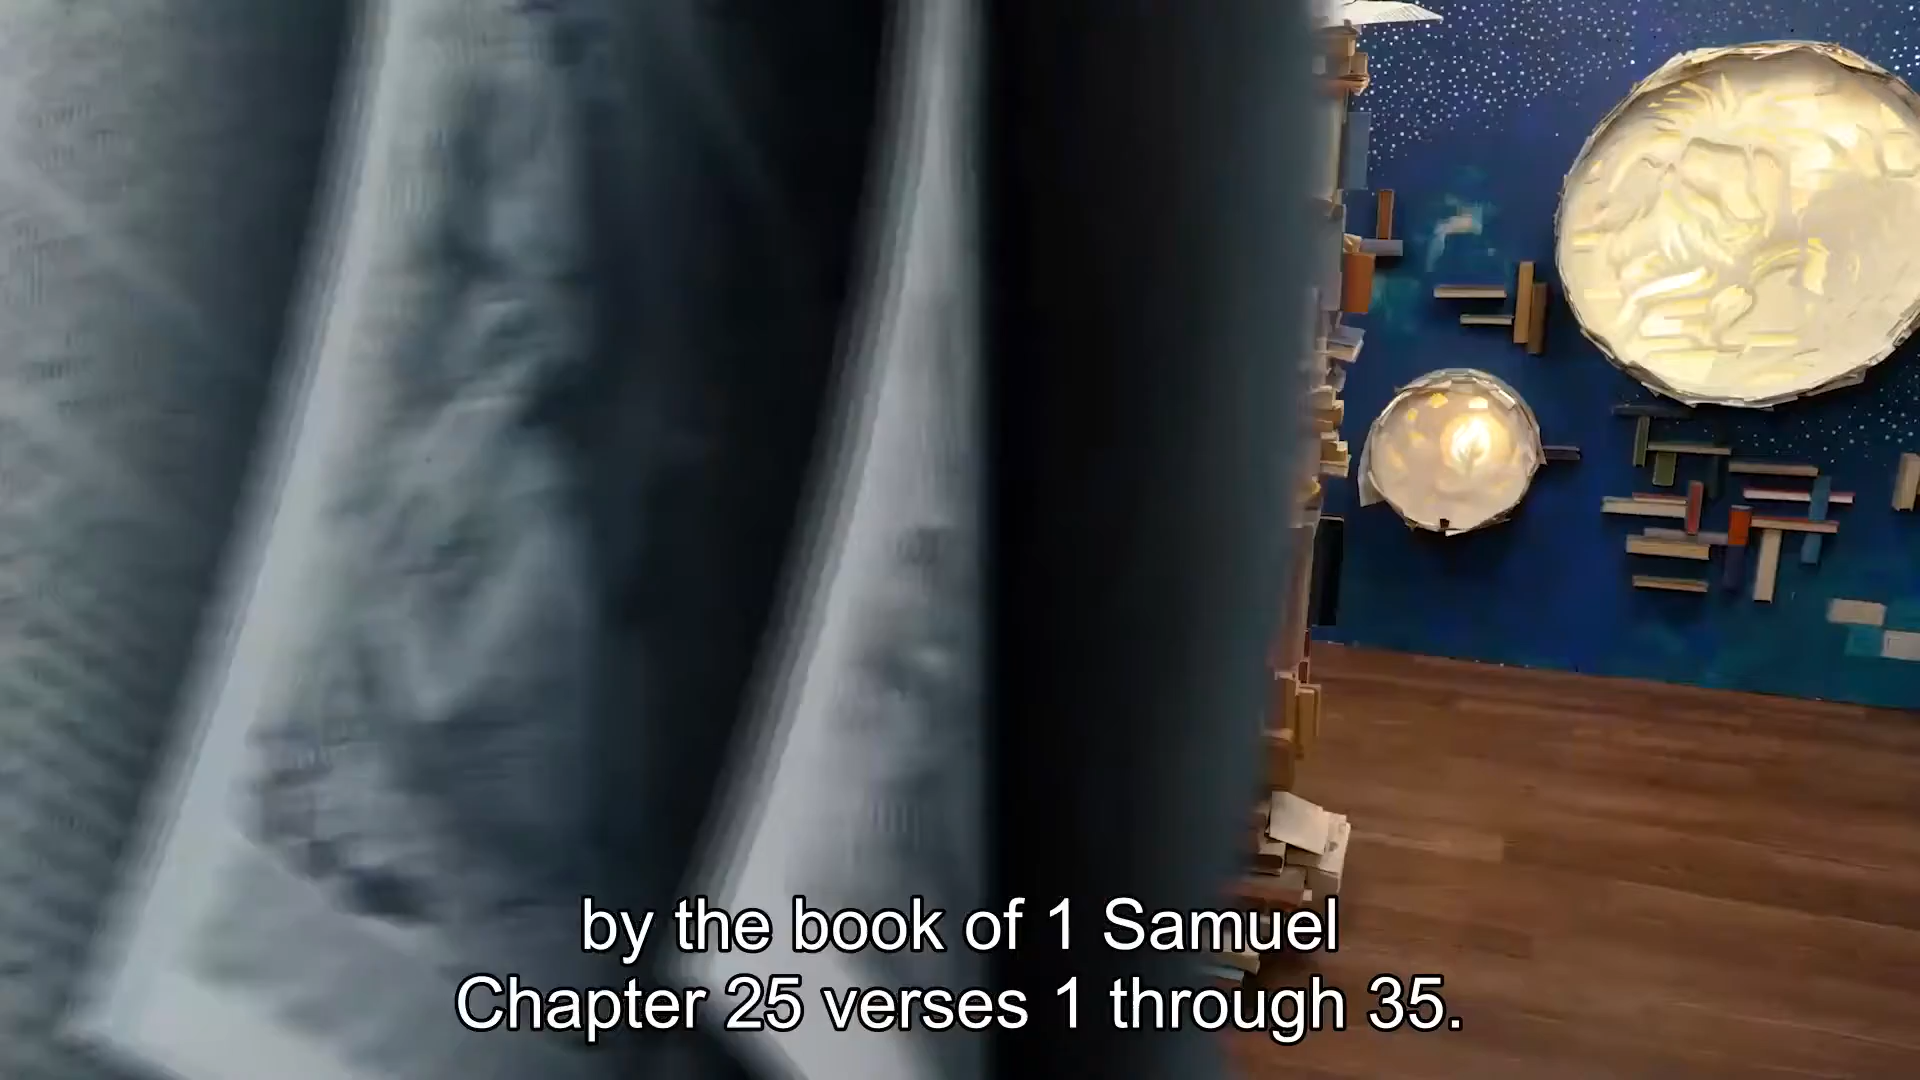 by the book of 1 Samuel
Chapter 25 verses 1 through 35.